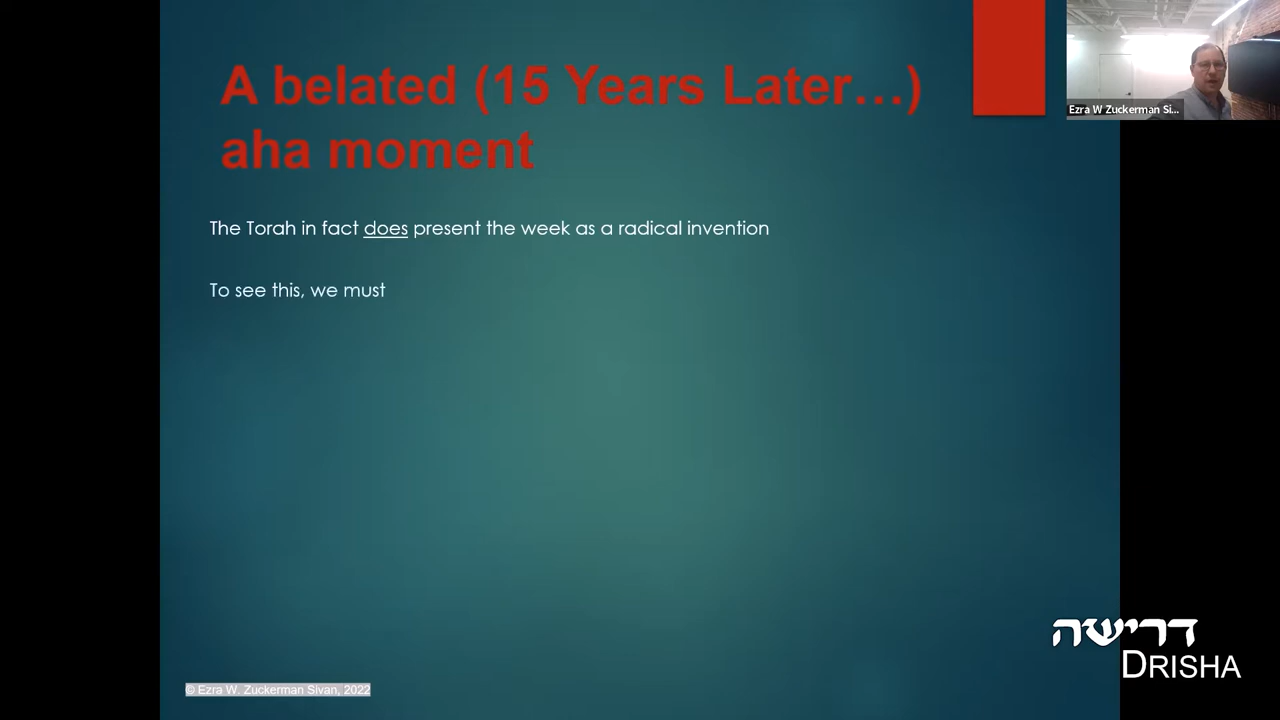 A belated (15 Years Later…)
aha moment
Ezra W Zuckerman Si...
The Torah in fact does present the week as a radical invention
To see this, we must
דרישה
DRISHA
© Ezra W. Zuckerman Sivan, 2022